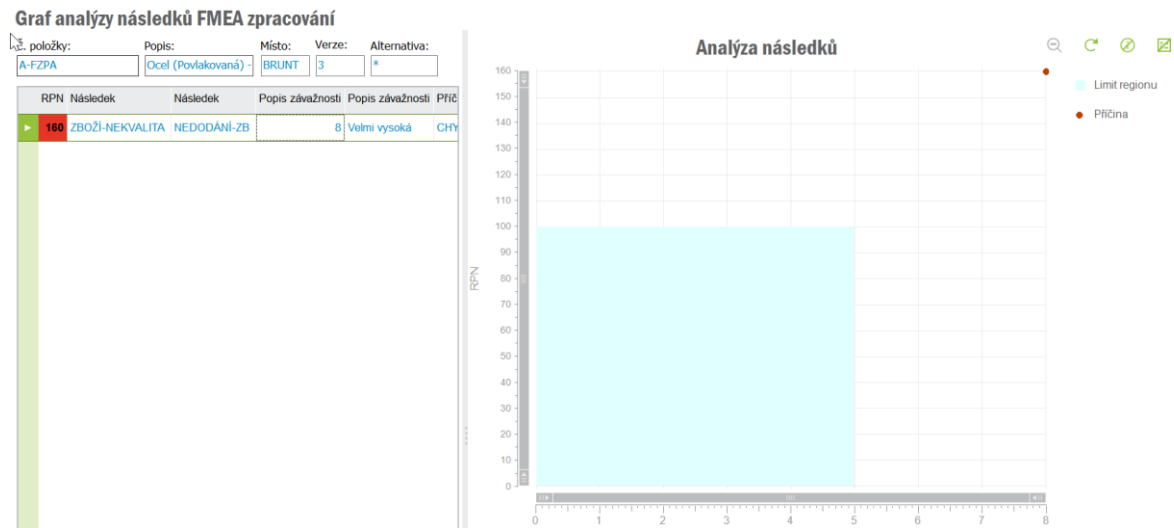 Graf analýzy následků FMEA zpracování
č. položky: Popis: Místo: Verze: Alternativa:
A-FZPA Ocel (Povlakovaná) - BRUNT 3 *
RPN Následek Následek Popis závažnosti Popis závažnosti Příč
160 ZBOŽÍ-NEKVALITA NEDODÁNÍ-ZB 8 Velmi vysoká CHY
Analýza následků
Limit regionu
Příčina
RPN
160
150
140
130
120
110
100
90
80
70
60
50
40
30
20
10
0
0 1 2 3 4 5 6 7 8